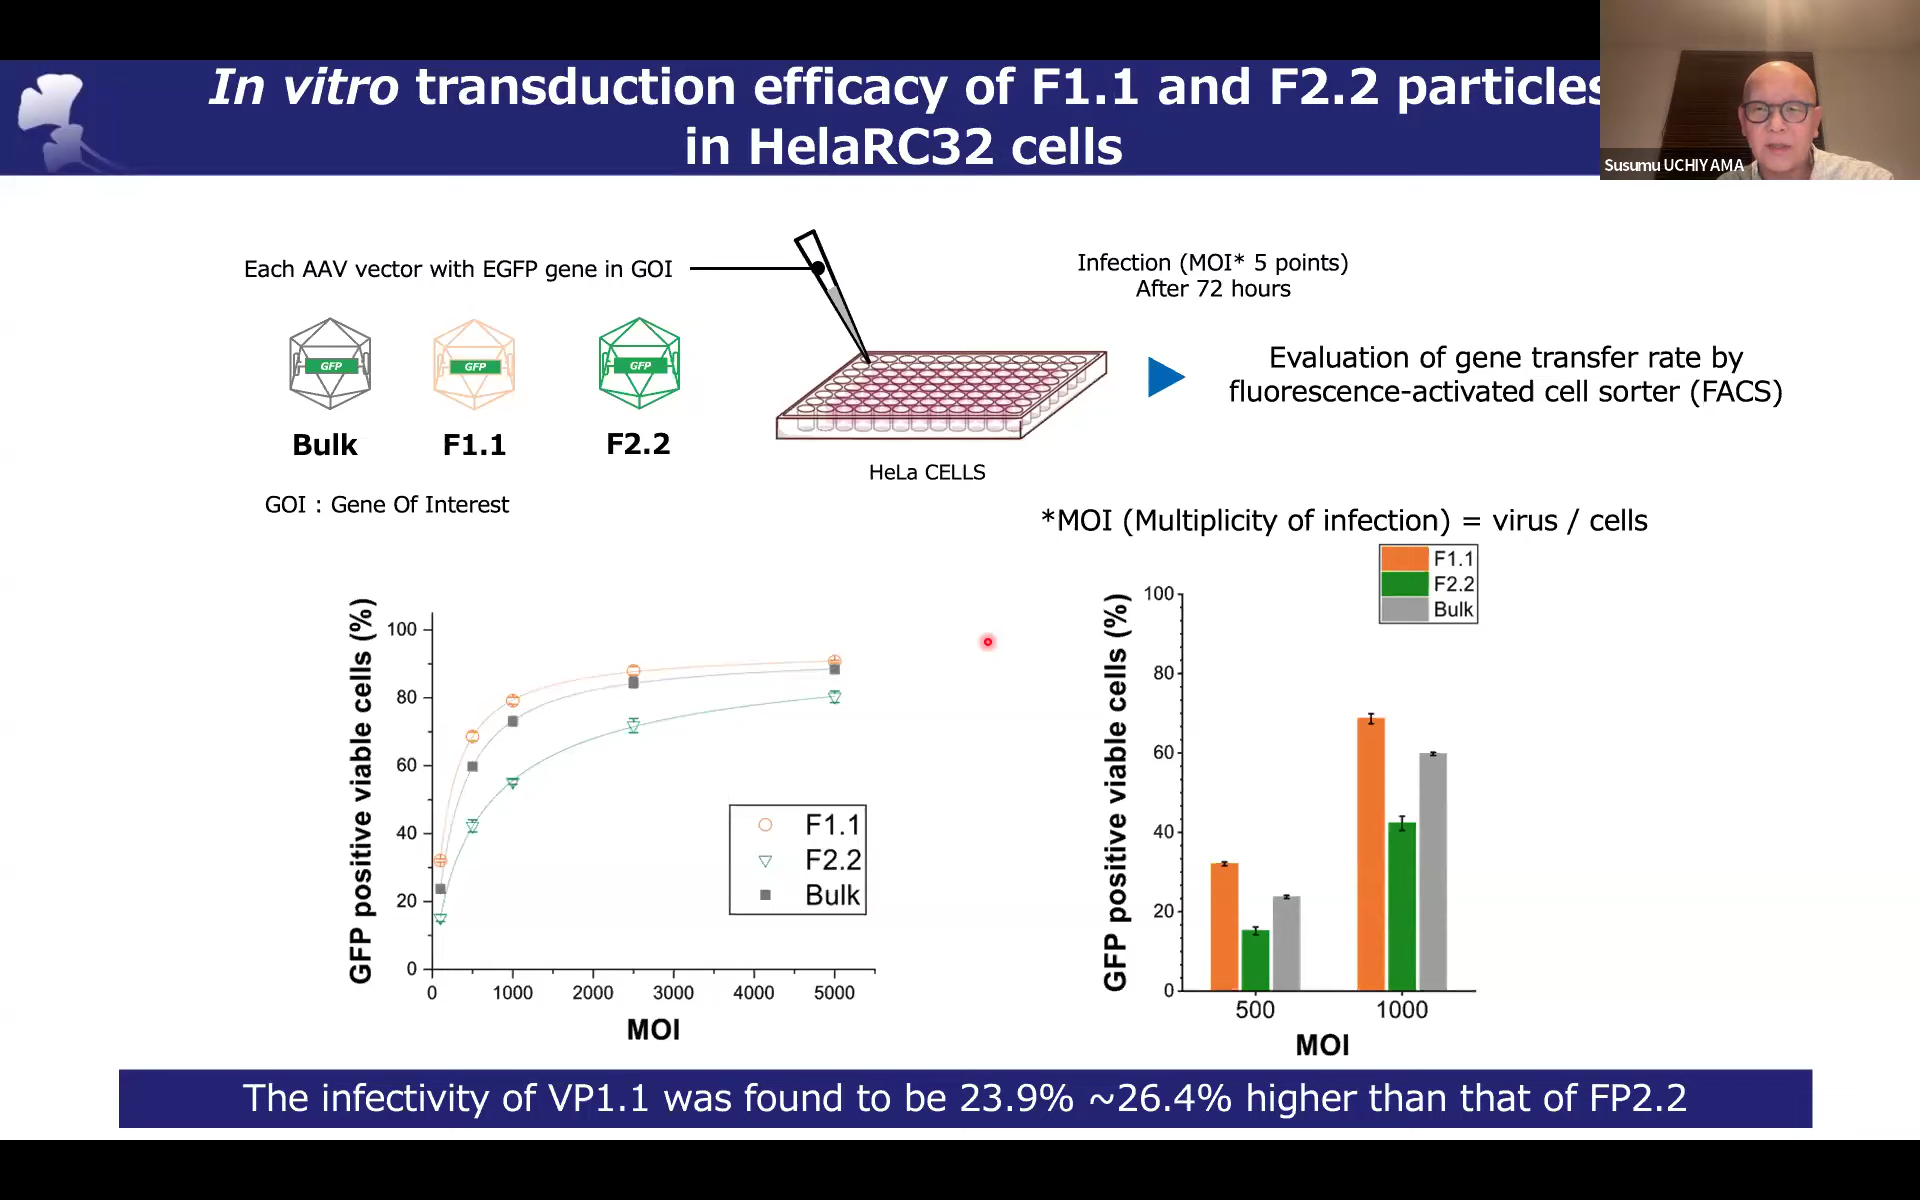 In vitro transduction efficacy of F1.1 and F2.2 particles
in HelaRC32 cells
Susumu UCHIYAMA
Each AAV vector with EGFP gene in GOI
Infection (MOI* 5 points)
After 72 hours
GFP
GFP
GFP
Evaluation of gene transfer rate by
fluorescence-activated cell sorter (FACS)
Bulk
F1.1
F2.2
HeLa CELLS
GOI : Gene Of Interest
*MOI (Multiplicity of infection) = virus / cells
GFP positive viable cells (%)
100
80
60
40
20
0
0 1000 2000 3000 4000 5000
MOI
F1.1
F2.2
Bulk
F1.1
F2.2
Bulk
GFP positive viable cells (%)
100
80
60
40
20
0
500 1000
MOI
The infectivity of VP1.1 was found to be 23.9% ~26.4% higher than that of FP2.2